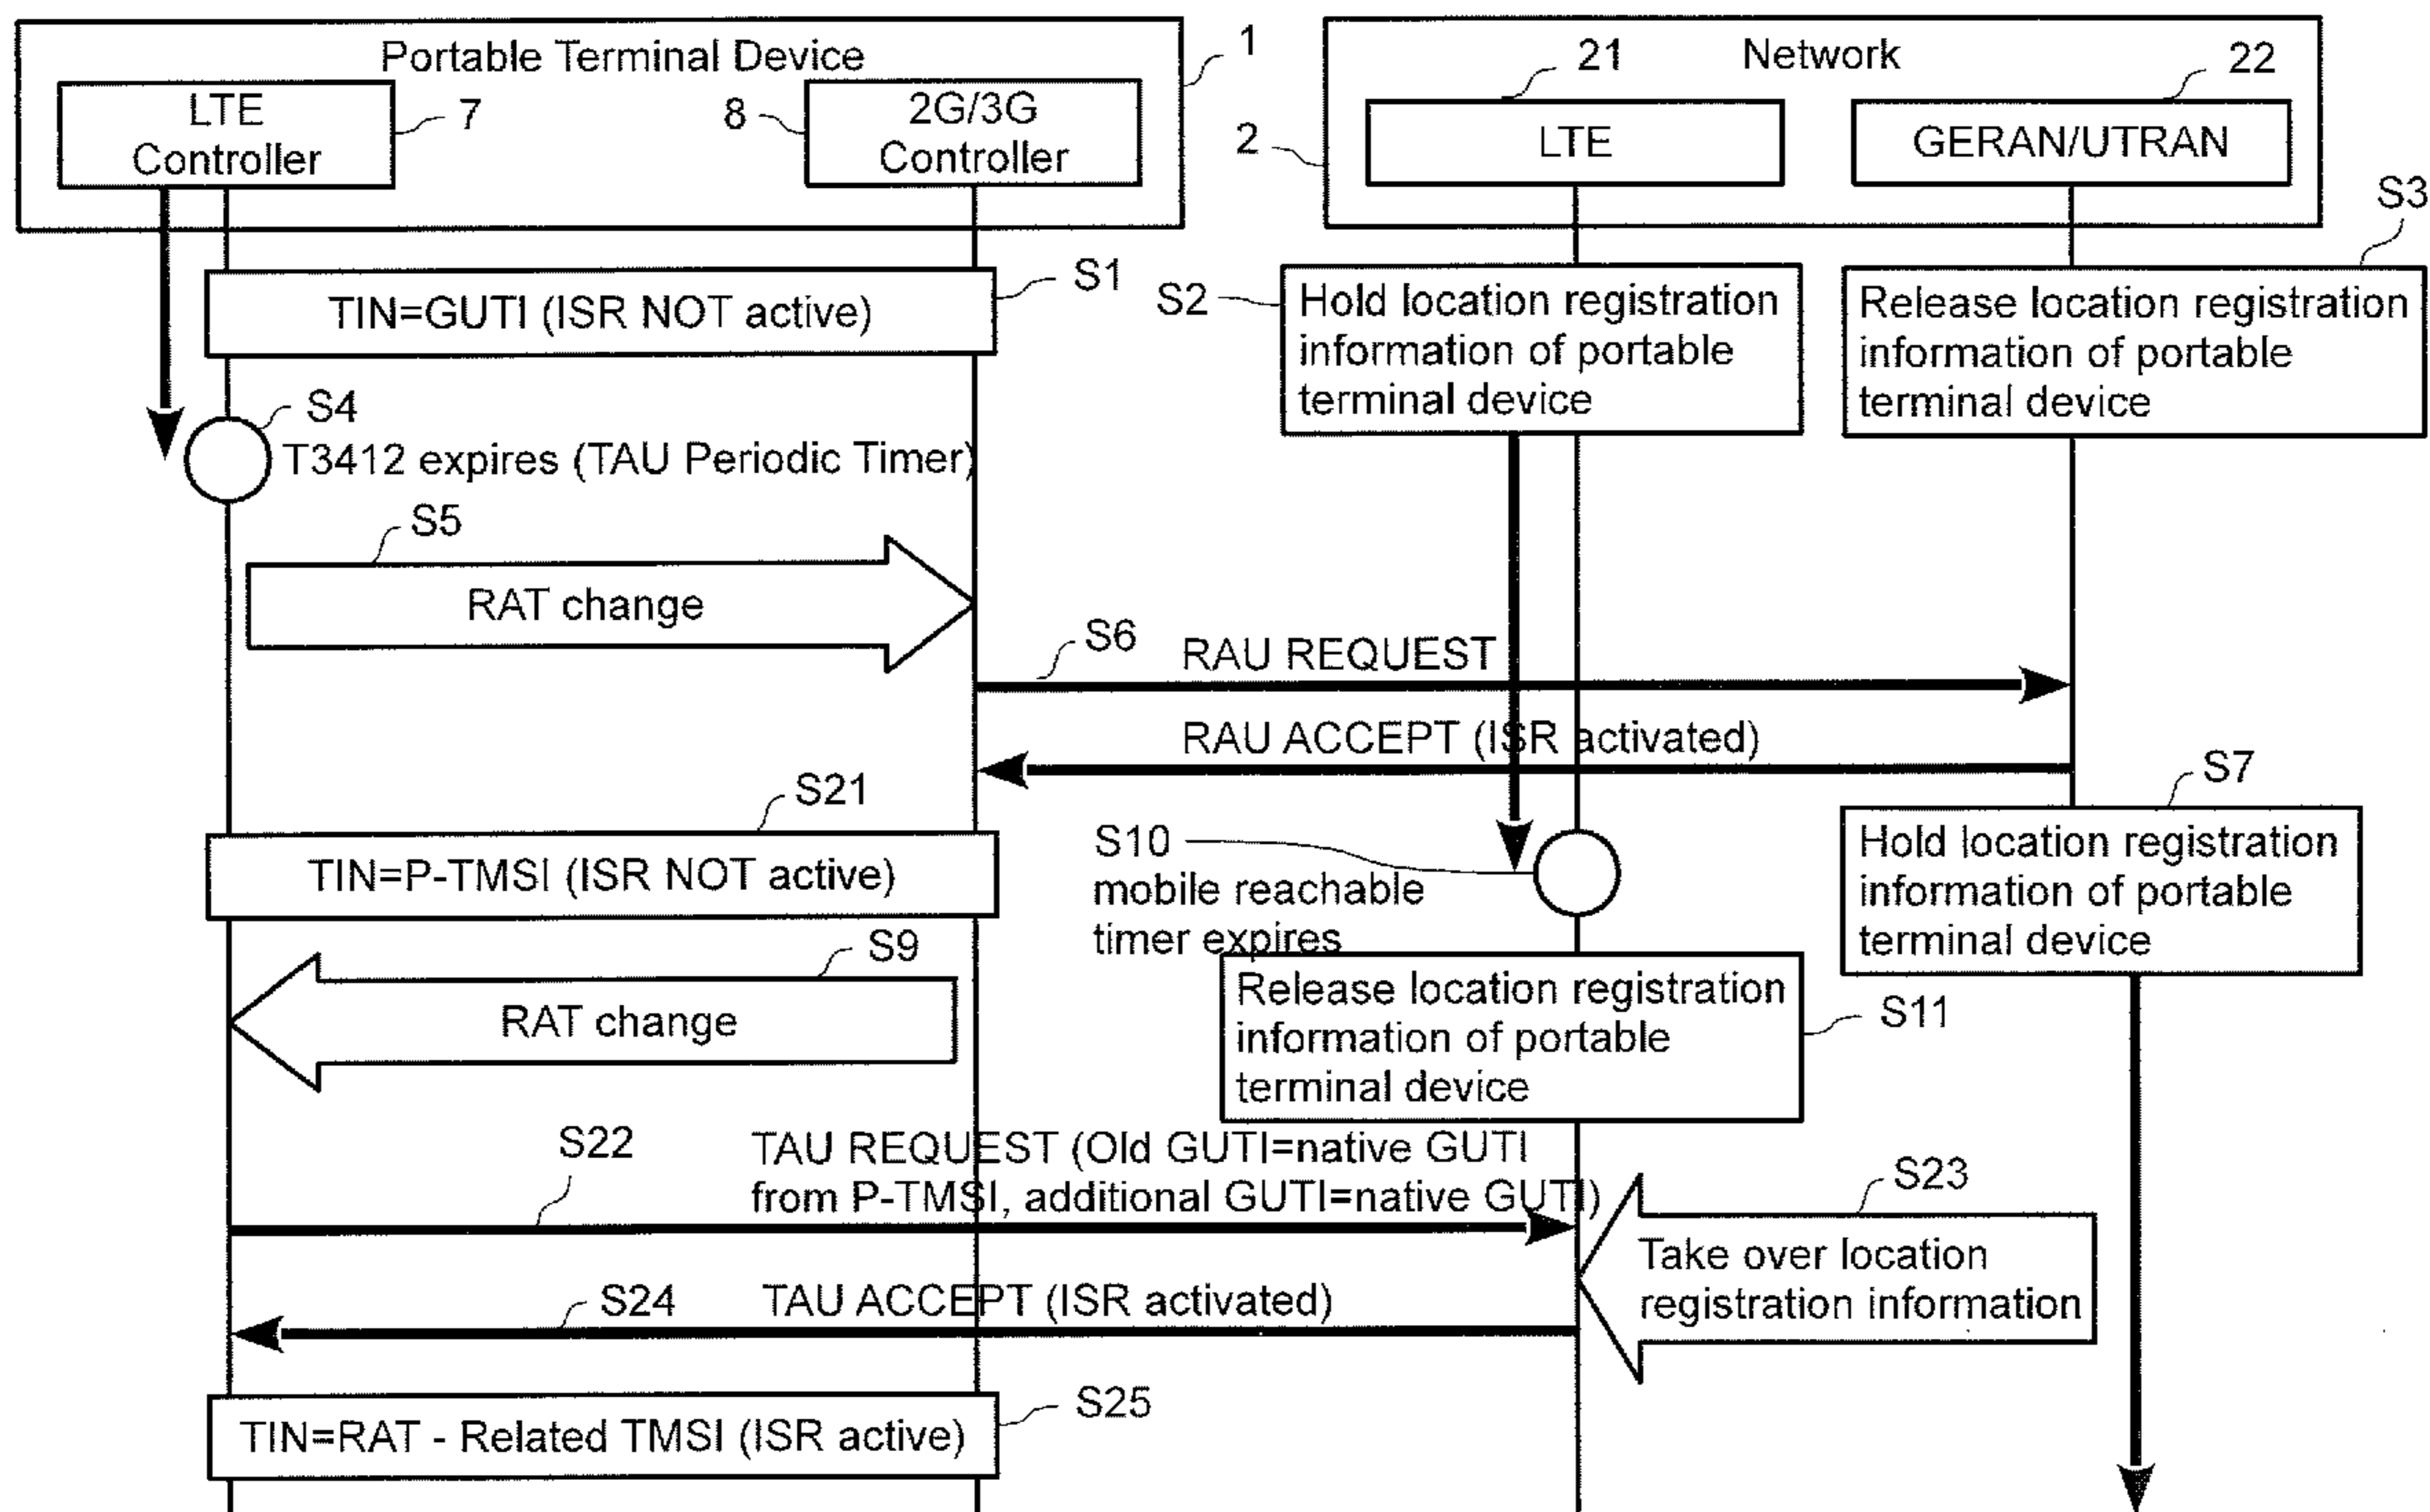 Portable Terminal Device
1
LTE
Controller
7
8
2G/3G
Controller
Network
2
21
LTE
22
GERAN/UTRAN
TIN=GUTI (ISR NOT active)
S1
S2
Hold location registration
information of portable
terminal device
S3
Release location registration
information of portable
terminal device
S4
T3412 expires (TAU Periodic Timer)
S5
RAT change
S6
RAU REQUEST
RAU ACCEPT (ISR activated)
S7
Hold location registration
information of portable
terminal device
S21
TIN=P-TMSI (ISR NOT active)
S10
mobile reachable
timer expires
S9
RAT change
Release location registration
information of portable
terminal device
S11
S22
TAU REQUEST (Old GUTI=native GUTI
from P-TMSI, additional GUTI=native GUTI)
S23
Take over location
registration information
S24
TAU ACCEPT (ISR activated)
S25
TIN=RAT - Related TMSI (ISR active)